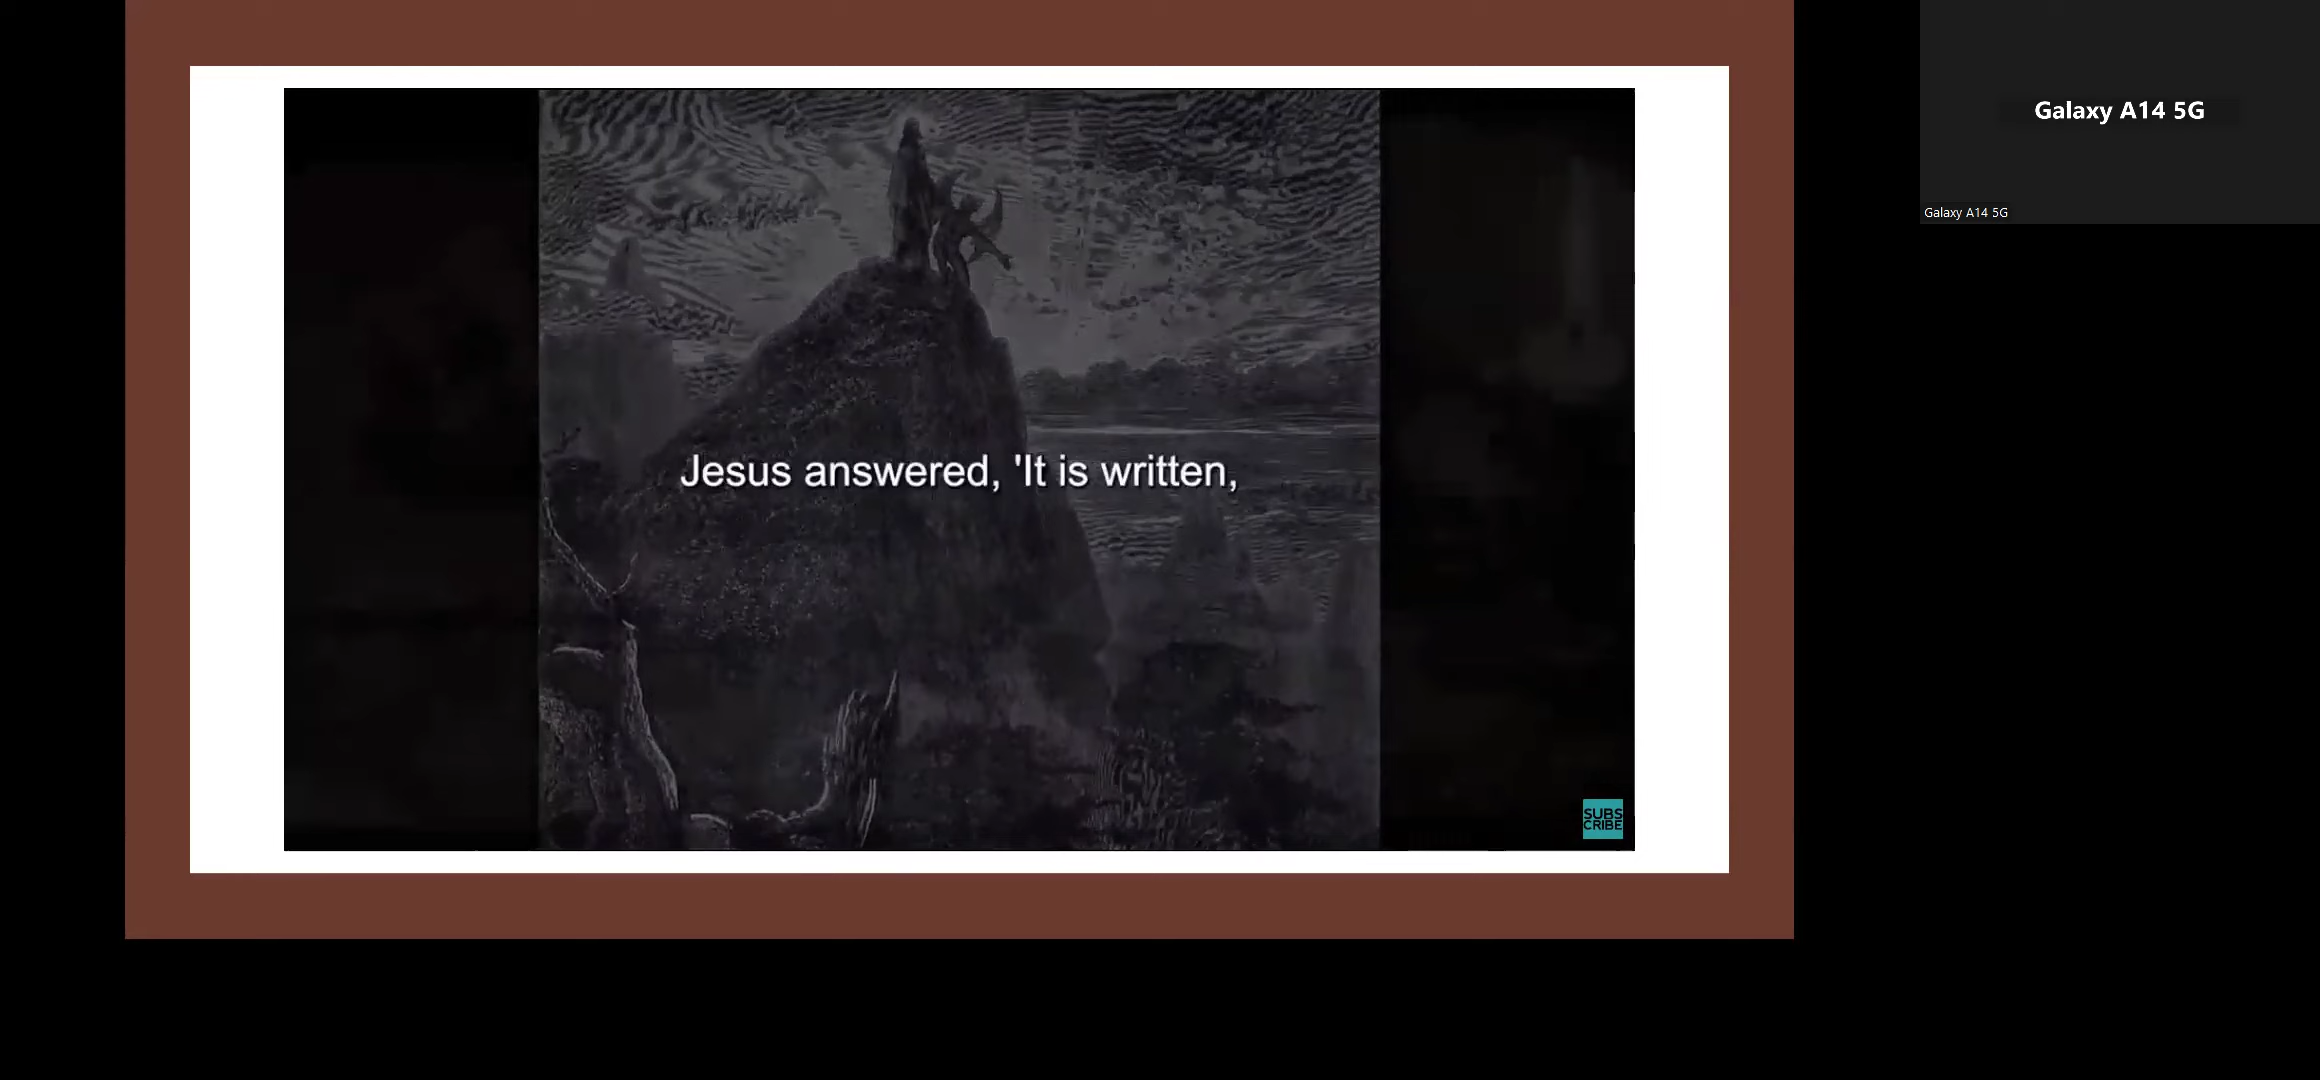 Jesus answered, 'It is written,
SUBS
CRIBE
Galaxy A14 5G
Galaxy A14 5G